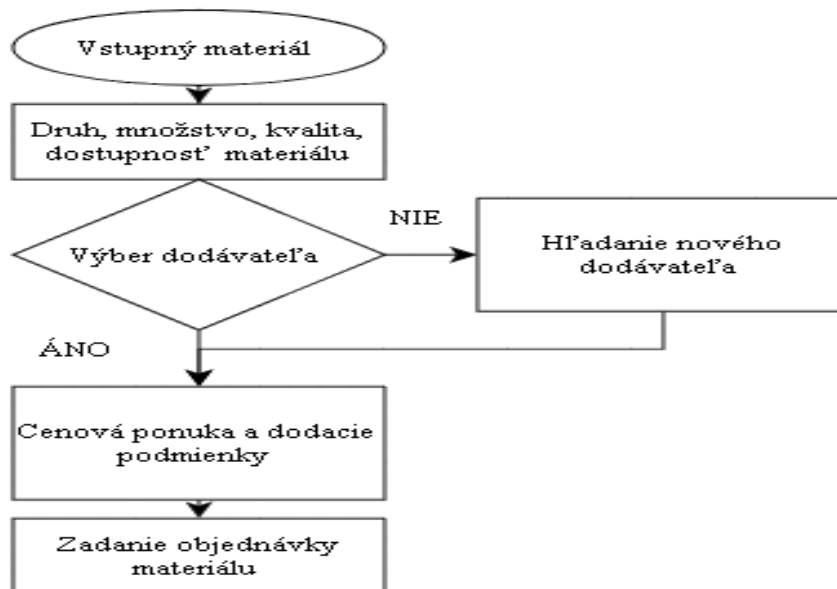 Vstupný materiál
Druh, množstvo, kvalita,
dostupnosť materiálu
NIE
Výber dodávateľa
Hľadanie nového
dodávateľa
ÁNO
Cenová ponuka a dodacie
podmienky
Zadanie objednávky
materiálu